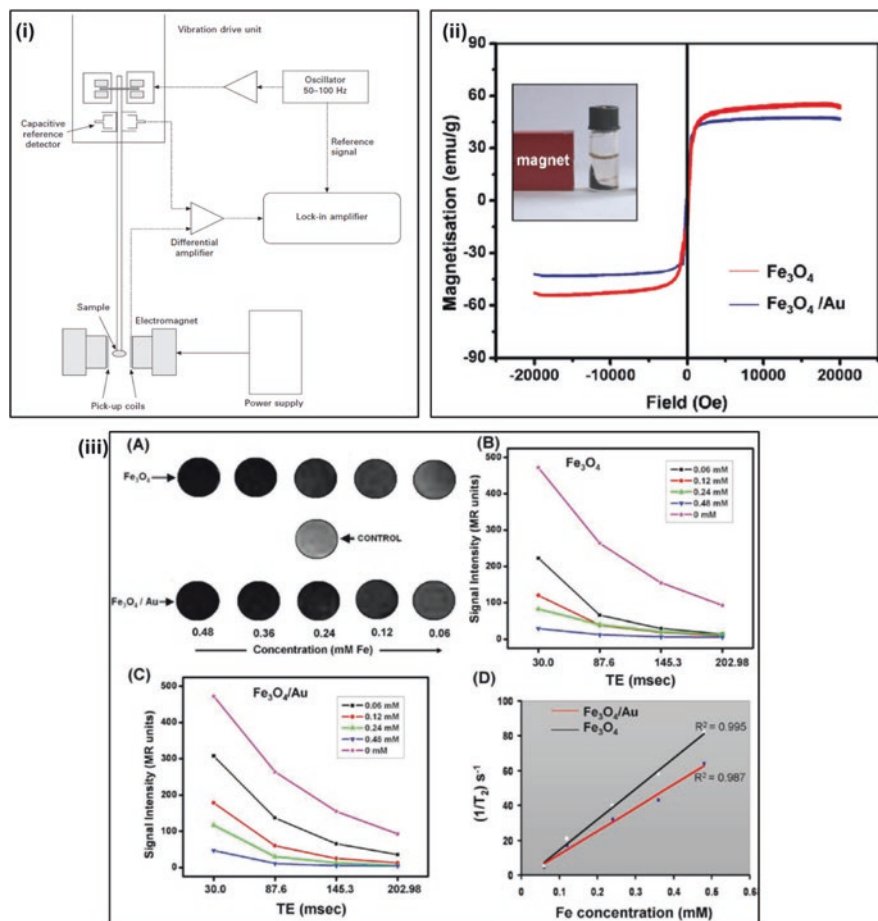 (i)
Vibration drive unit
Oscillator
50–100 Hz
Capacitive
reference
detector
Reference
signal
Lock-in amplifier
Differential
amplifier
Sample
Electromagnet
Pick-up coils
Power supply
(ii)
Magnetisation (emu/g)
90
60
30
0
-30
-60
-90
magnet
Fe₃O₄
Fe₃O₄ /Au
-20000 -10000 0 10000 20000
Field (Oe)
(iii)
(A)
Fe₃O₄
CONTROL
Fe₃O₄ / Au
0.48 0.36 0.24 0.12 0.06
Concentration (mM Fe)
(B)
Fe₃O₄
Signal Intensity (MR units)
500
400
300
200
100
0
0.06 mM
0.12 mM
0.24 mM
0.48 mM
0 mM
30.0 87.6 145.3 202.98
TE (msec)
(C)
Fe₃O₄/Au
Signal Intensity (MR units)
500
400
300
200
100
0
0.06 mM
0.12 mM
0.24 mM
0.48 mM
0 mM
30.0 87.6 145.3 202.98
TE (msec)
(D)
(1/T₂) s⁻¹
100
80
60
40
20
0
Fe₃O₄/Au
Fe₃O₄
R² = 0.995
R² = 0.987
0.1 0.2 0.3 0.4 0.5 0.6
Fe concentration (mM)